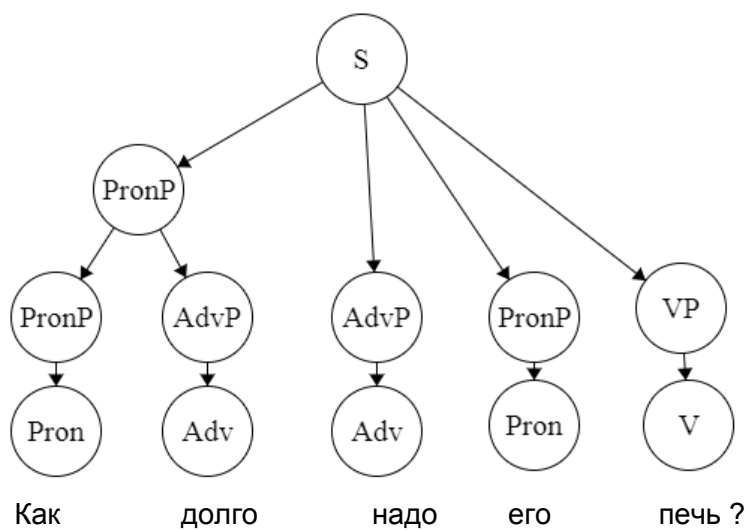 S
PronP
PronP AdvP AdvP PronP VP
Pron Adv Adv Pron V
Как долго надо его печь ?